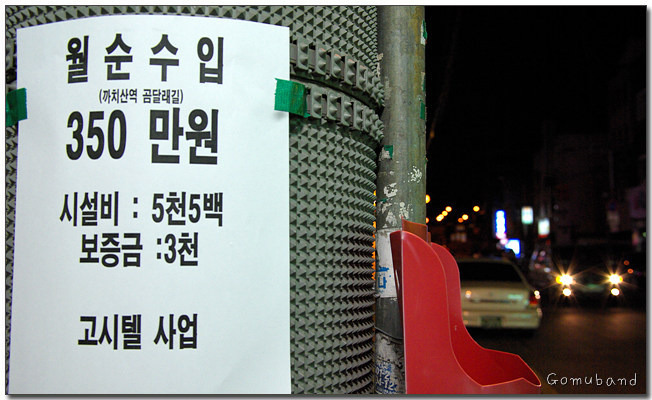 월 순 수 입
(까치산역 곰달래길)
350 만원
시설비 : 5천5백
보증금 :3천
고시텔 사업
Gomuband